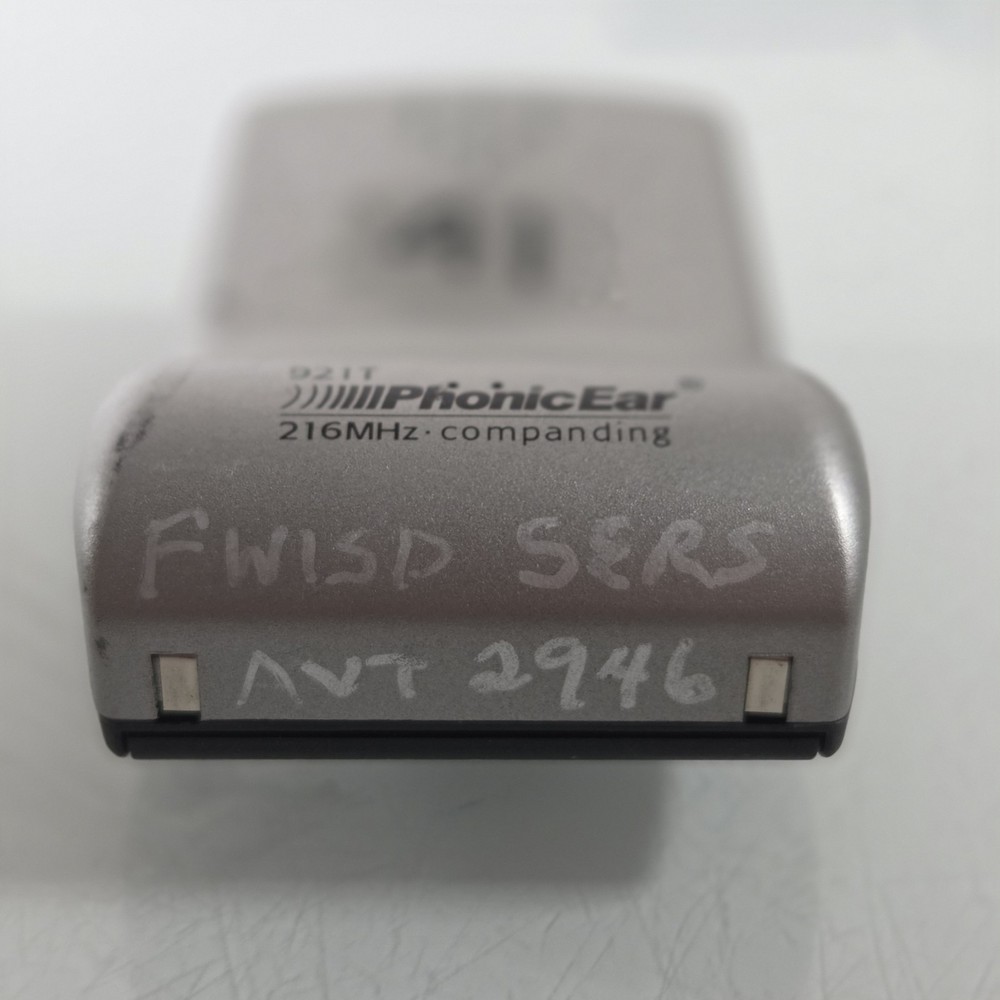 921T
PhonicEar®
216MHz·companding
FWISD SERS
AVT 2946